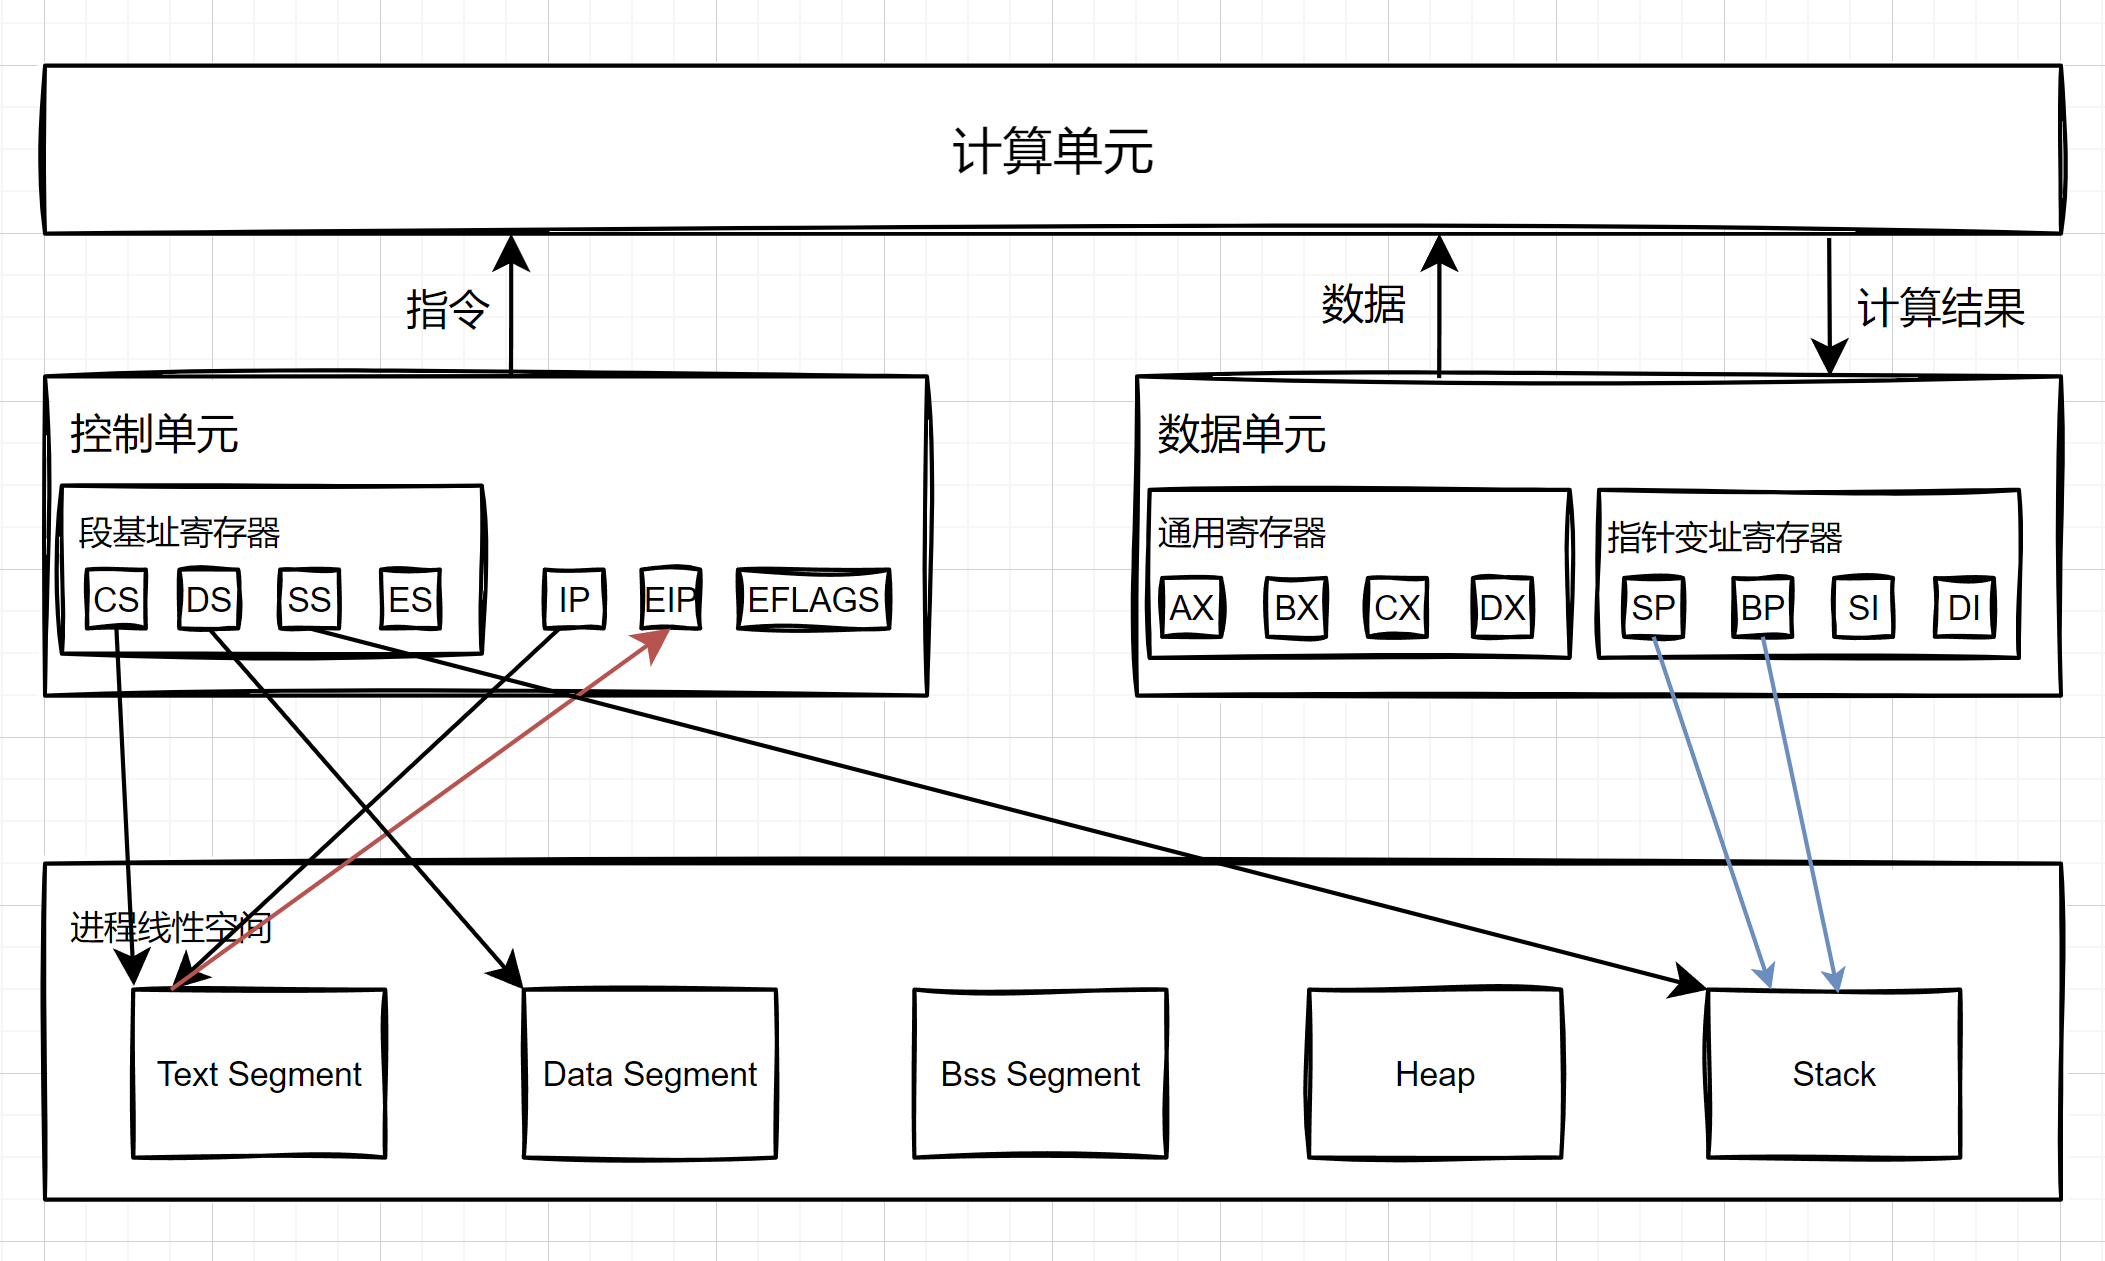 计算单元
指令
数据
计算结果
控制单元
段基址寄存器
CS
DS
SS
ES
IP
EIP
EFLAGS
数据单元
通用寄存器
AX
BX
CX
DX
指针变址寄存器
SP
BP
SI
DI
进程线性空间
Text Segment
Data Segment
Bss Segment
Heap
Stack